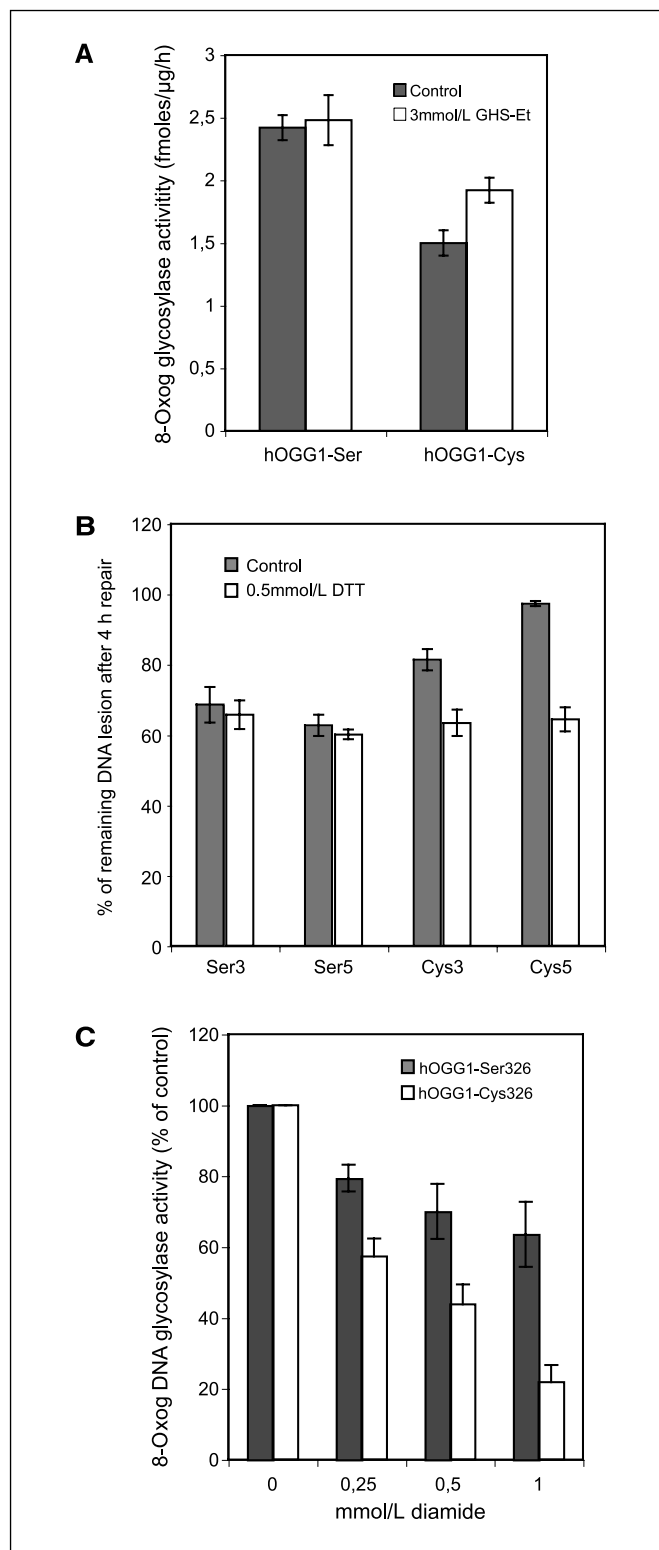 A
8-Oxog glycosylase activitity (fmoles/µg/h)
3
2,5
2
1,5
1
0,5
0
Control
3mmol/L GHS-Et
hOGG1-Ser hOGG1-Cys
B
% of remaining DNA lesion after 4 h repair
120
100
80
60
40
20
0
Control
0.5mmol/L DTT
Ser3 Ser5 Cys3 Cys5
C
8-Oxog DNA glycosylase activity (% of control)
120
100
80
60
40
20
0
hOGG1-Ser326
hOGG1-Cys326
0 0,25 0,5 1
mmol/L diamide